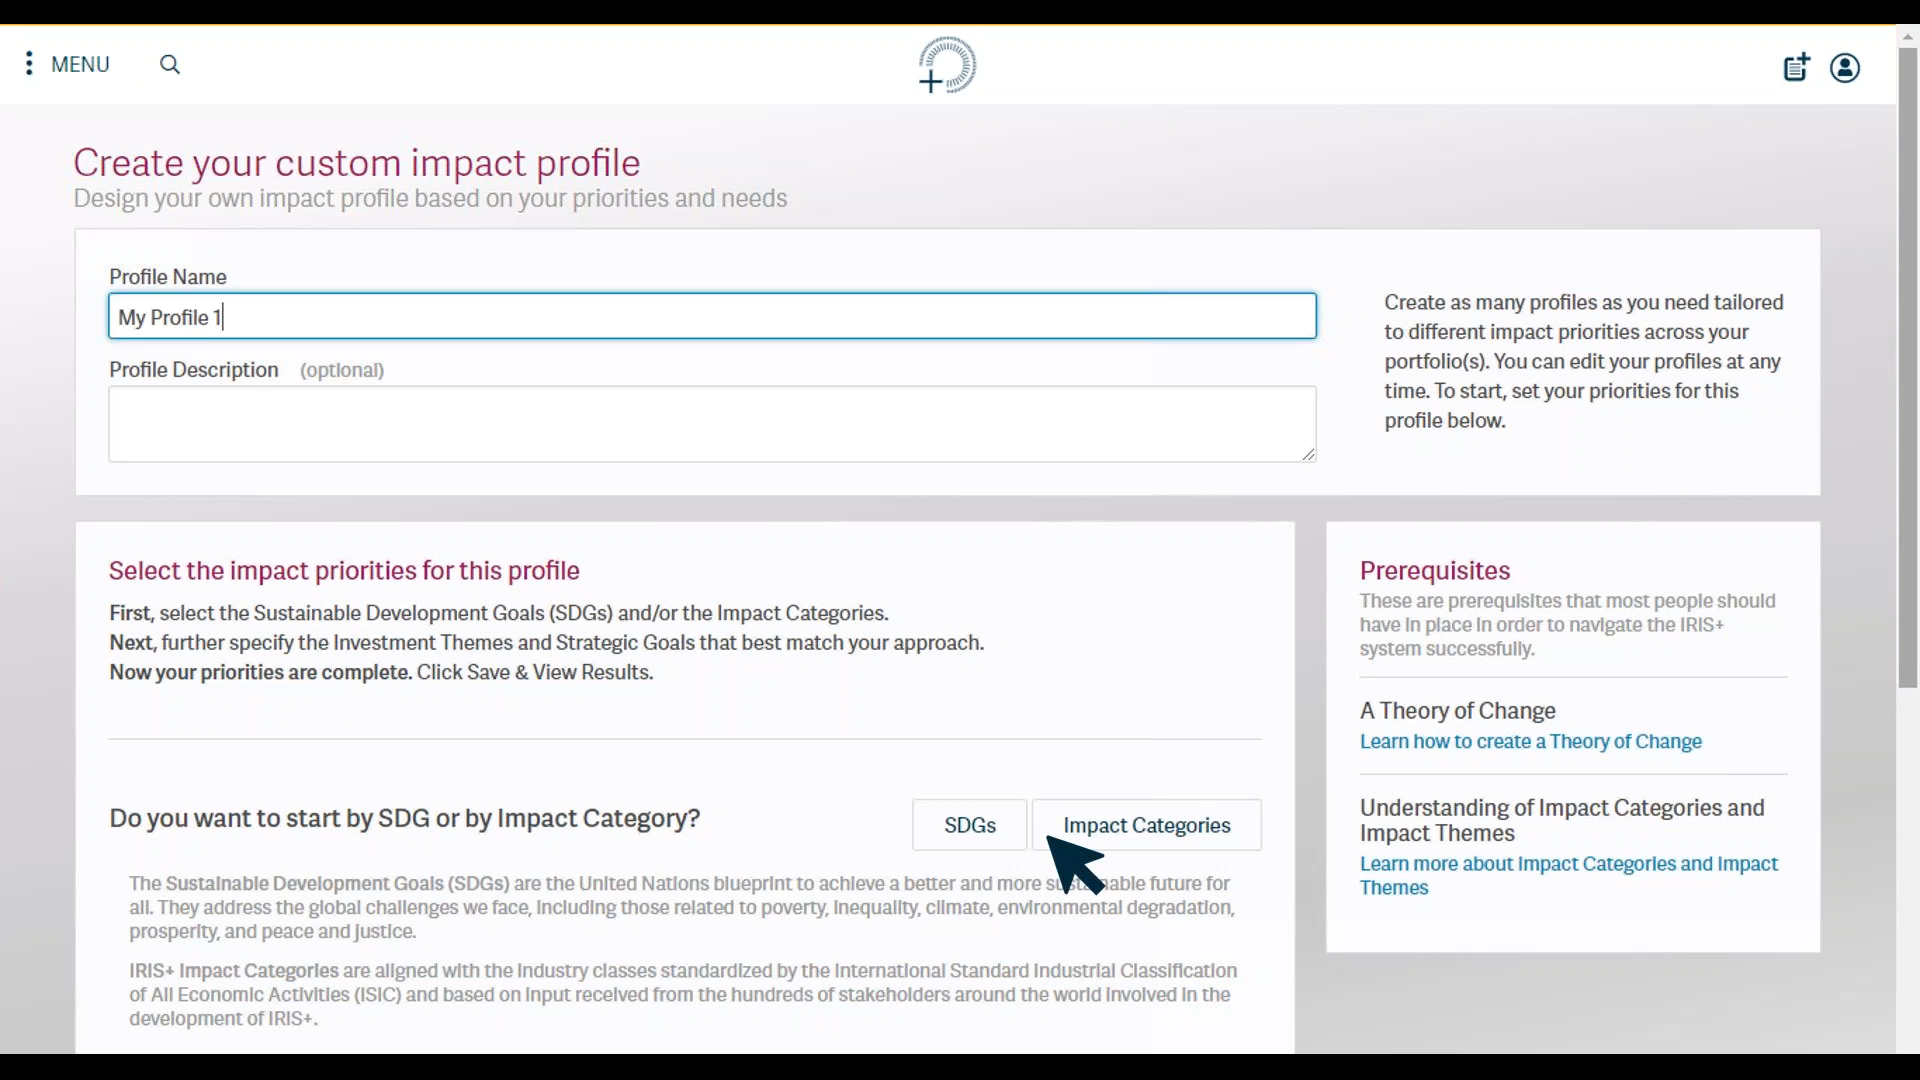 MENU
Create your custom impact profile
Design your own impact profile based on your priorities and needs
Profile Name
My Profile 1
Profile Description (optional)
Create as many profiles as you need tailored
to different impact priorities across your
portfolio(s). You can edit your profiles at any
time. To start, set your priorities for this
profile below.
Select the impact priorities for this profile
First, select the Sustainable Development Goals (SDGs) and/or the Impact Categories.
Next, further specify the Investment Themes and Strategic Goals that best match your approach.
Now your priorities are complete. Click Save & View Results.
Do you want to start by SDG or by Impact Category?
SDGs
Impact Categories
The Sustainable Development Goals (SDGs) are the United Nations blueprint to achieve a better and more sustainable future for
all. They address the global challenges we face, including those related to poverty, inequality, climate, environmental degradation,
prosperity, and peace and justice.
IRIS+ Impact Categories are aligned with the industry classes standardized by the International Standard Industrial Classification
of All Economic Activities (ISIC) and based on input received from the hundreds of stakeholders around the world involved in the
development of IRIS+.
Prerequisites
These are prerequisites that most people should
have in place in order to navigate the IRIS+
system successfully.
A Theory of Change
Learn how to create a Theory of Change
Understanding of Impact Categories and
Impact Themes
Learn more about Impact Categories and Impact
Themes